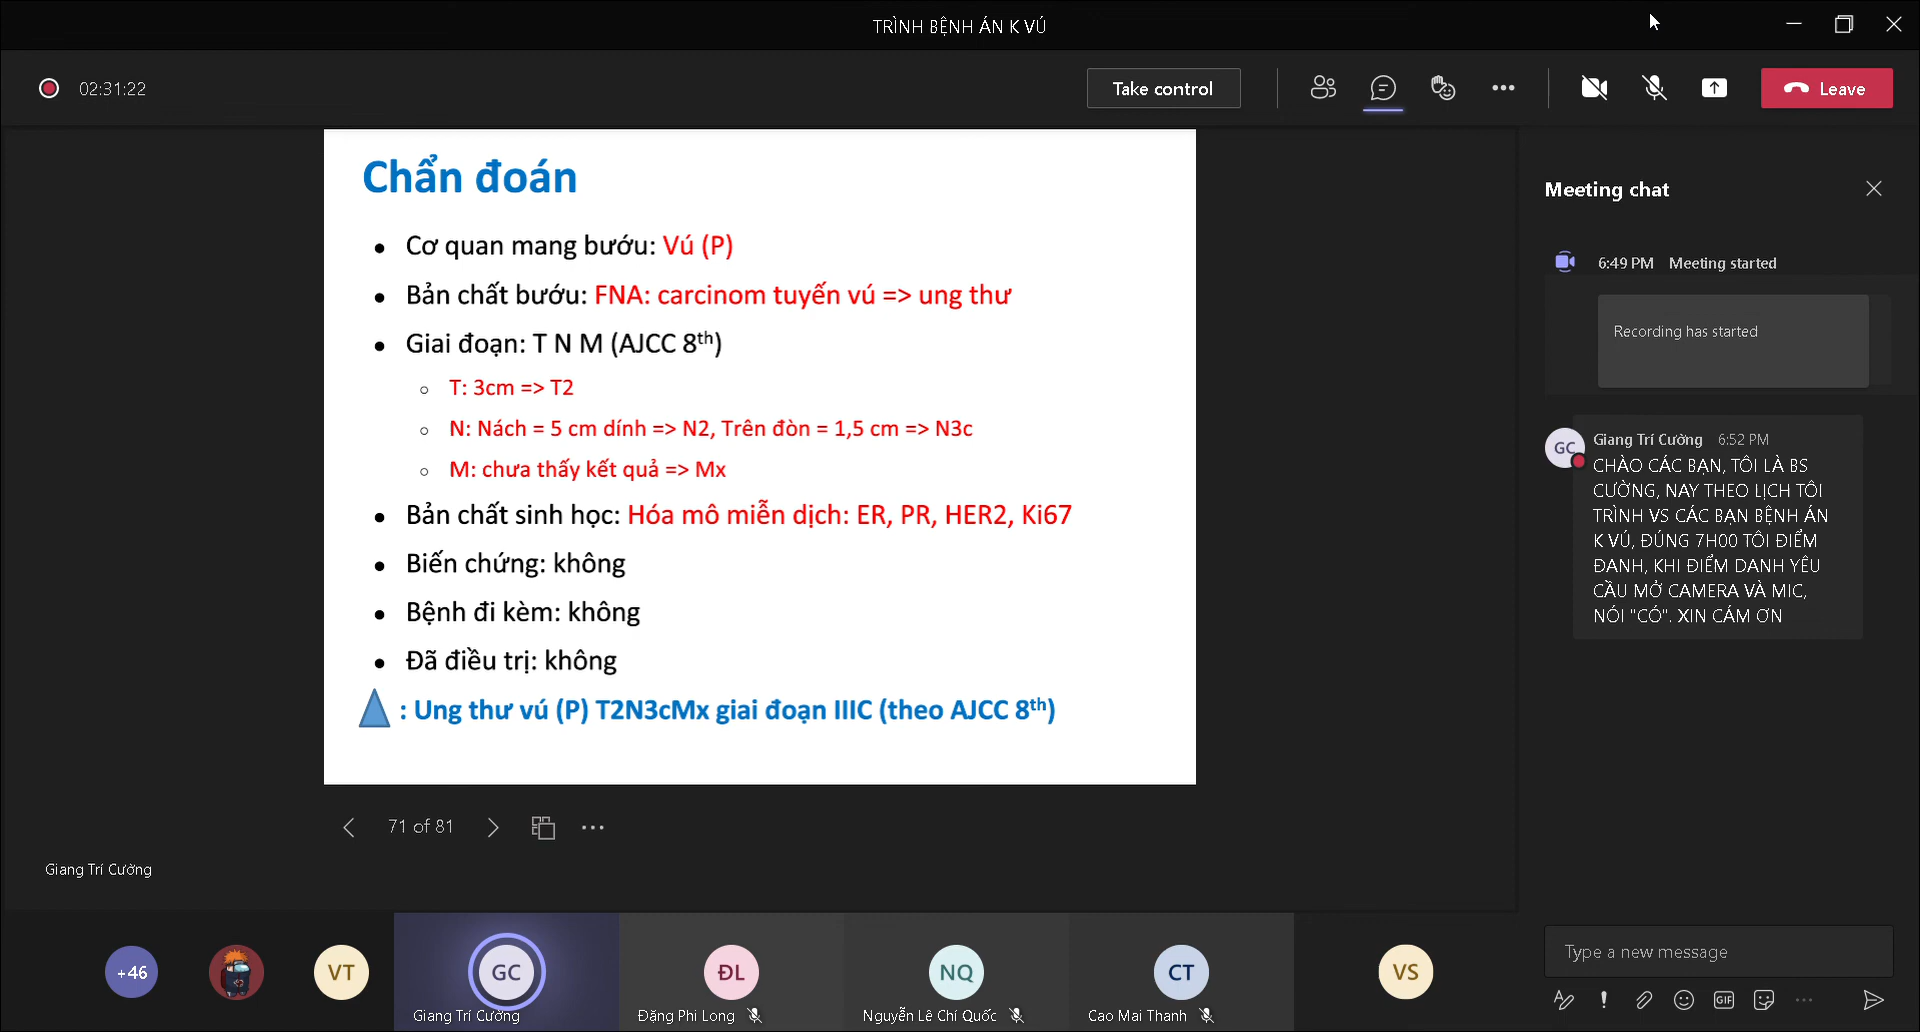 TRÌNH BỆNH ÁN K VÚ
02:31:22
Take control
Leave
Chẩn đoán
• Cơ quan mang bướu: Vú (P)
• Bản chất bướu: FNA: carcinom tuyến vú => ung thư
• Giai đoạn: T N M (AJCC 8th)
○ T: 3cm => T2
○ N: Nách = 5 cm dính => N2, Trên đòn = 1,5 cm => N3c
○ M: chưa thấy kết quả => Mx
• Bản chất sinh học: Hóa mô miễn dịch: ER, PR, HER2, Ki67
• Biến chứng: không
• Bệnh đi kèm: không
• Đã điều trị: không
: Ung thư vú (P) T2N3cMx giai đoạn IIIC (theo AJCC 8th)
71 of 81
Giang Trí Cường
+46
VT
GC
Giang Trí Cường
ĐL
Đặng Phi Long
NQ
Nguyễn Lê Chí Quốc
CT
Cao Mai Thanh
VS
Meeting chat
6:49 PM Meeting started
Recording has started
GC
Giang Trí Cường 6:52 PM
CHÀO CÁC BẠN, TÔI LÀ BS
CƯỜNG, NAY THEO LỊCH TÔI
TRÌNH VS CÁC BẠN BỆNH ÁN
K VÚ, ĐÚNG 7H00 TÔI ĐIỂM
ĐANH, KHI ĐIỂM DANH YÊU
CẦU MỞ CAMERA VÀ MIC,
NÓI "CÓ". XIN CÁM ƠN
Type a new message
GIF